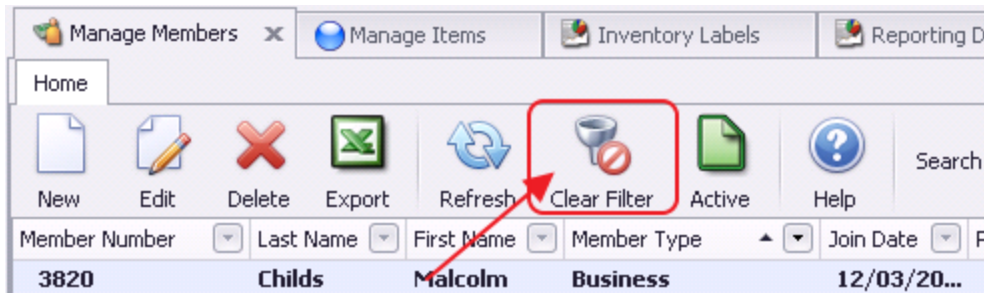 Manage Members Manage Items Inventory Labels Reporting
Home
New Edit Delete Export Refresh Clear Filter Active Help Search
Member Number Last Name First Name Member Type Join Date
3820 Childs Malcolm Business 12/03/20...